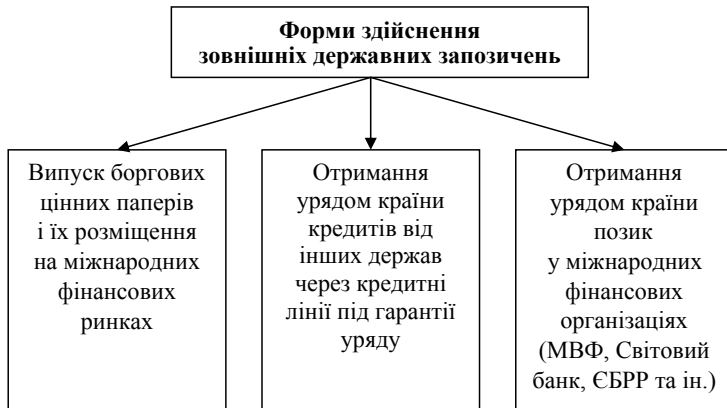 Форми здійснення
зовнішніх державних запозичень
Випуск боргових
цінних паперів
і їх розміщення
на міжнародних
фінансових
ринках
Отримання
урядом країни
кредитів від
інших держав
через кредитні
лінії під гарантії
уряду
Отримання
урядом країни
позик
у міжнародних
фінансових
організаціях
(МВФ, Світовий
банк, ЄБРР та ін.)